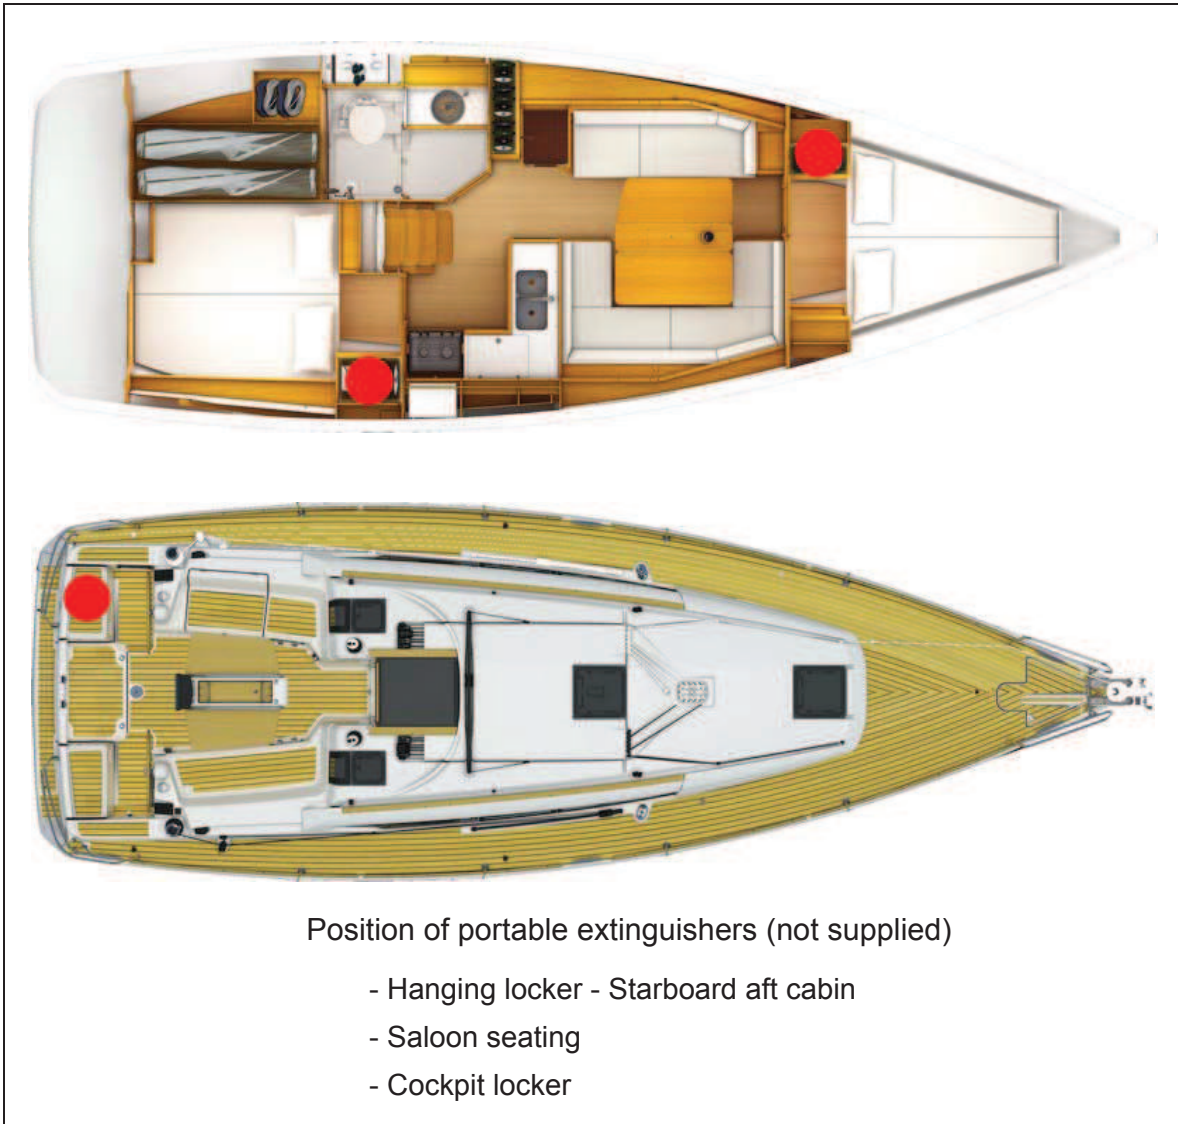 Position of portable extinguishers (not supplied)
- Hanging locker - Starboard aft cabin
- Saloon seating
- Cockpit locker